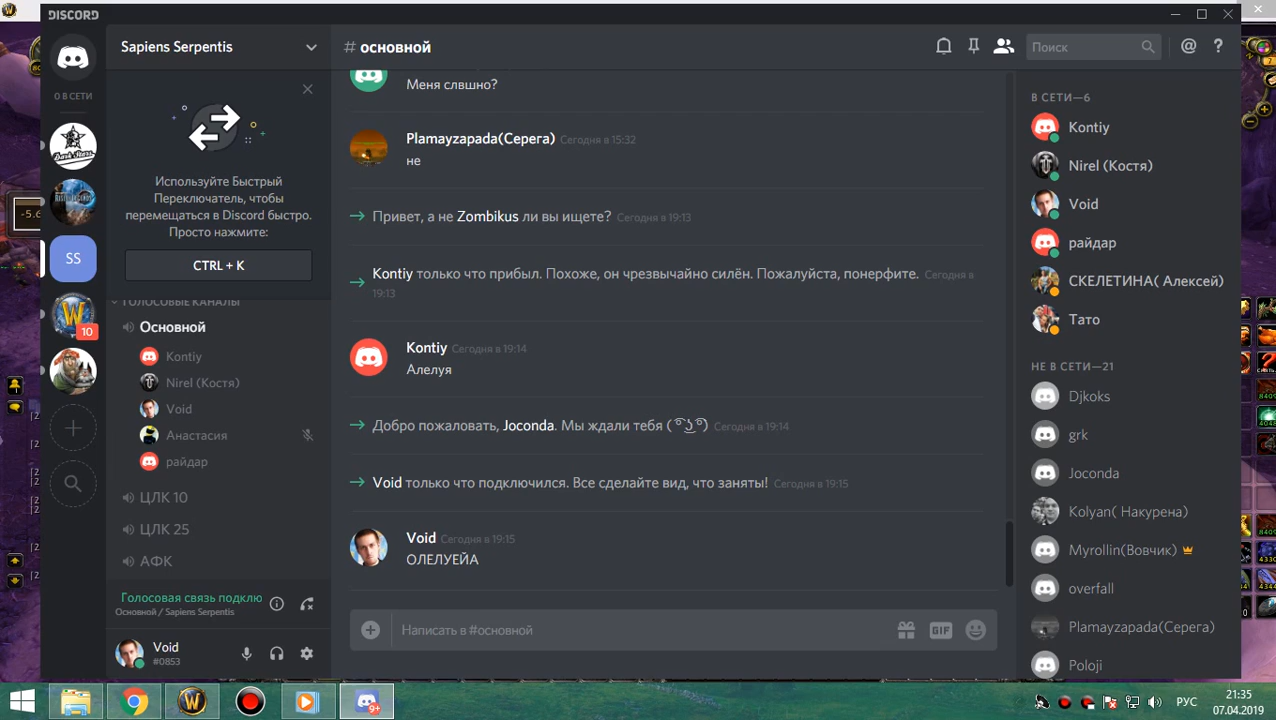 DISCORD
0 В СЕТИ
SS
10
Sapiens Serpentis
Используйте Быстрый
Переключатель, чтобы
перемещаться в Discord быстро.
Просто нажмите:
CTRL + K
ГОЛОСОВЫЕ КАНАЛЫ
Основной
Kontiy
Nirel (Костя)
Void
Анастасия
райдар
ЦЛК 10
ЦЛК 25
АФК
Голосовая связь подклю
Основной / Sapiens Serpentis
Void
#0853
# основной
Поиск
Меня слвшно?
Plamayzapada(Серега) Сегодня в 15:32
не
Привет, а не Zombikus ли вы ищете? Сегодня в 19:13
Kontiy только что прибыл. Похоже, он чрезвычайно силён. Пожалуйста, понерфите. Сегодня в
19:13
Kontiy Сегодня в 19:14
Алелуя
Добро пожаловать, Joconda. Мы ждали тебя ( ͡° ͜ʖ ͡°) Сегодня в 19:14
Void только что подключился. Все сделайте вид, что заняты! Сегодня в 19:15
Void Сегодня в 19:15
ОЛЕЛУЕЙА
Написать в #основной
GIF
В СЕТИ—6
Kontiy
Nirel (Костя)
Void
райдар
СКЕЛЕТИНА( Алексей)
Тато
НЕ В СЕТИ—21
Djkoks
grk
Joconda
Kolyan( Накурена)
Myrollin(Вовчик)
overfall
Plamayzapada(Серега)
Poloji
-5.6
9+
РУС
21:35
07.04.2019